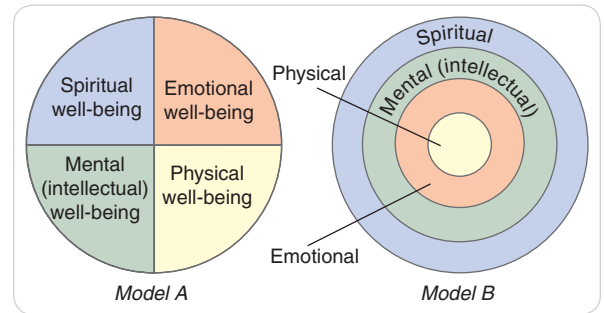 Spiritual
well-being
Emotional
well-being
Mental
(intellectual)
well-being
Physical
well-being
Model A
Spiritual
Mental (intellectual)
Physical
Emotional
Model B